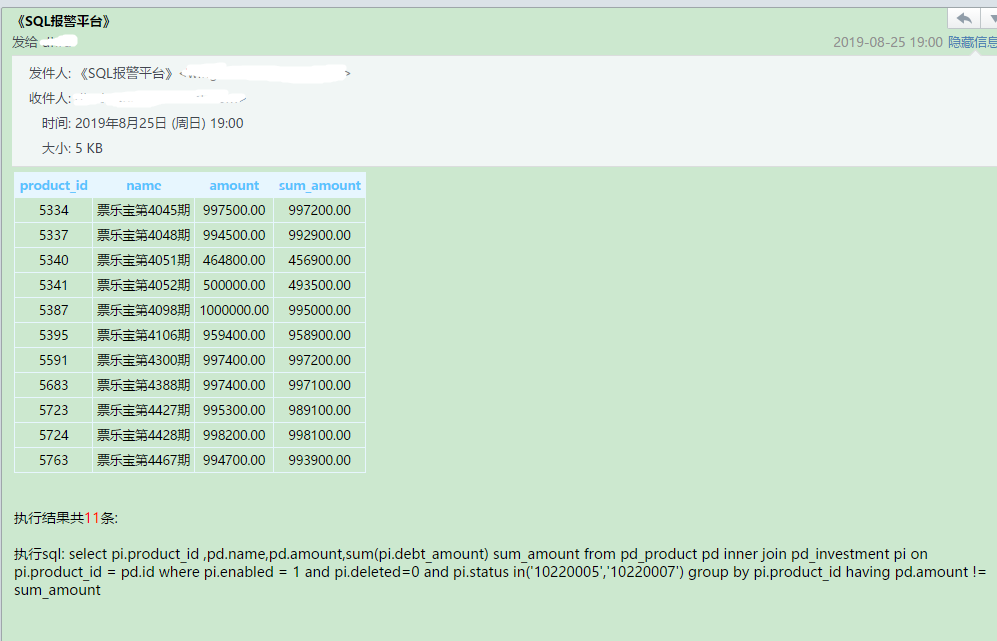 《SQL报警平台》
发给
2019-08-25 19:00 隐藏信息
发件人: 《SQL报警平台》< >
收件人:
时间: 2019年8月25日 (周日) 19:00
大小: 5 KB
product_id name amount sum_amount
5334 票乐宝第4045期 997500.00 997200.00
5337 票乐宝第4048期 994500.00 992900.00
5340 票乐宝第4051期 464800.00 456900.00
5341 票乐宝第4052期 500000.00 493500.00
5387 票乐宝第4098期 1000000.00 995000.00
5395 票乐宝第4106期 959400.00 958900.00
5591 票乐宝第4300期 997400.00 997200.00
5683 票乐宝第4388期 997400.00 997100.00
5723 票乐宝第4427期 995300.00 989100.00
5724 票乐宝第4428期 998200.00 998100.00
5763 票乐宝第4467期 994700.00 993900.00
执行结果共11条:
执行sql: select pi.product_id ,pd.name,pd.amount,sum(pi.debt_amount) sum_amount from pd_product pd inner join pd_investment pi on
pi.product_id = pd.id where pi.enabled = 1 and pi.deleted=0 and pi.status in('10220005','10220007') group by pi.product_id having pd.amount !=
sum_amount